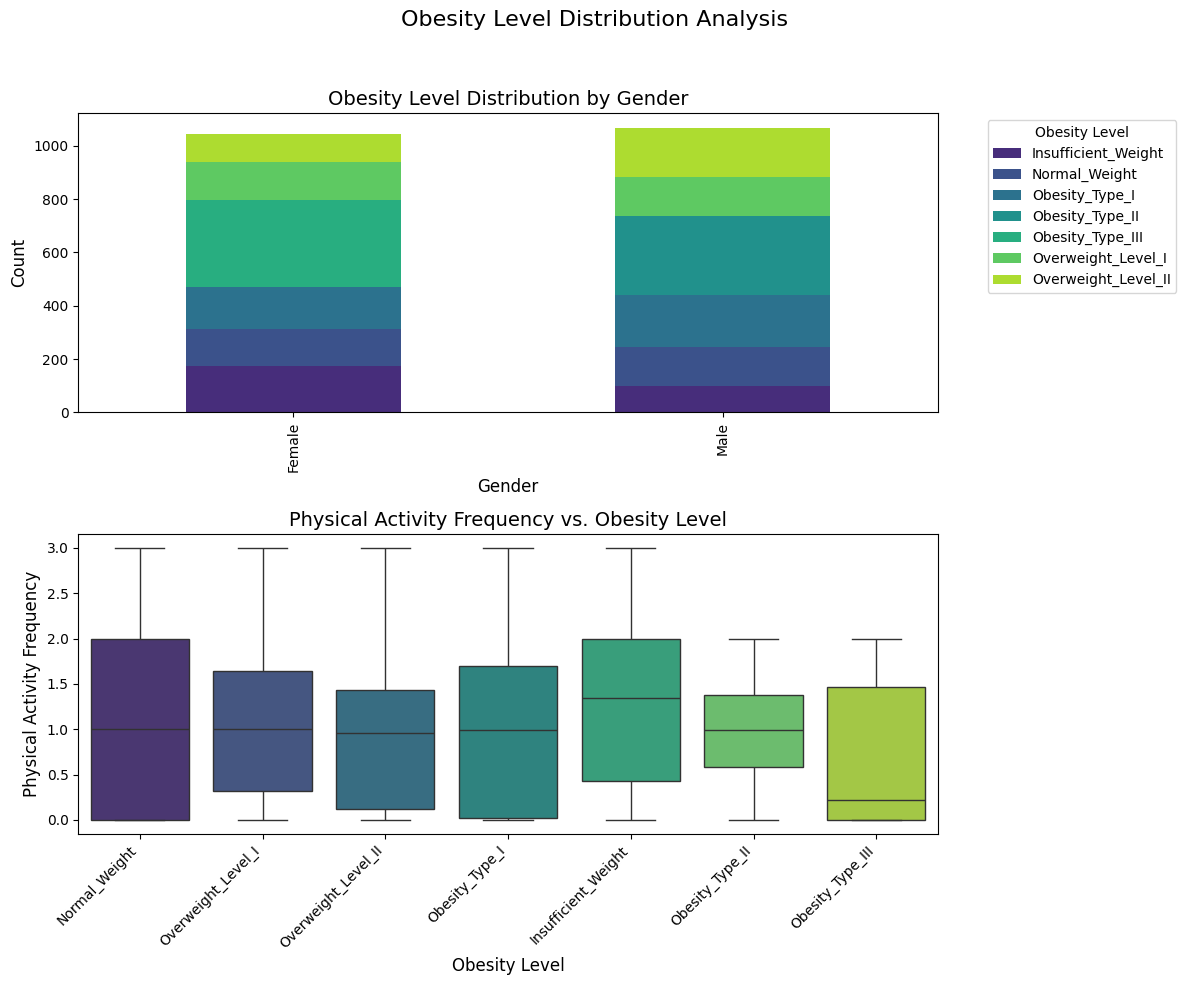 Obesity Level Distribution Analysis
Obesity Level Distribution by Gender
Count
1000
800
600
400
200
0
Female
Male
Gender
Obesity Level
Insufficient_Weight
Normal_Weight
Obesity_Type_I
Obesity_Type_II
Obesity_Type_III
Overweight_Level_I
Overweight_Level_II
Physical Activity Frequency vs. Obesity Level
Physical Activity Frequency
3.0
2.5
2.0
1.5
1.0
0.5
0.0
Normal_Weight
Overweight_Level_I
Overweight_Level_II
Obesity_Type_I
Insufficient_Weight
Obesity_Type_II
Obesity_Type_III
Obesity Level